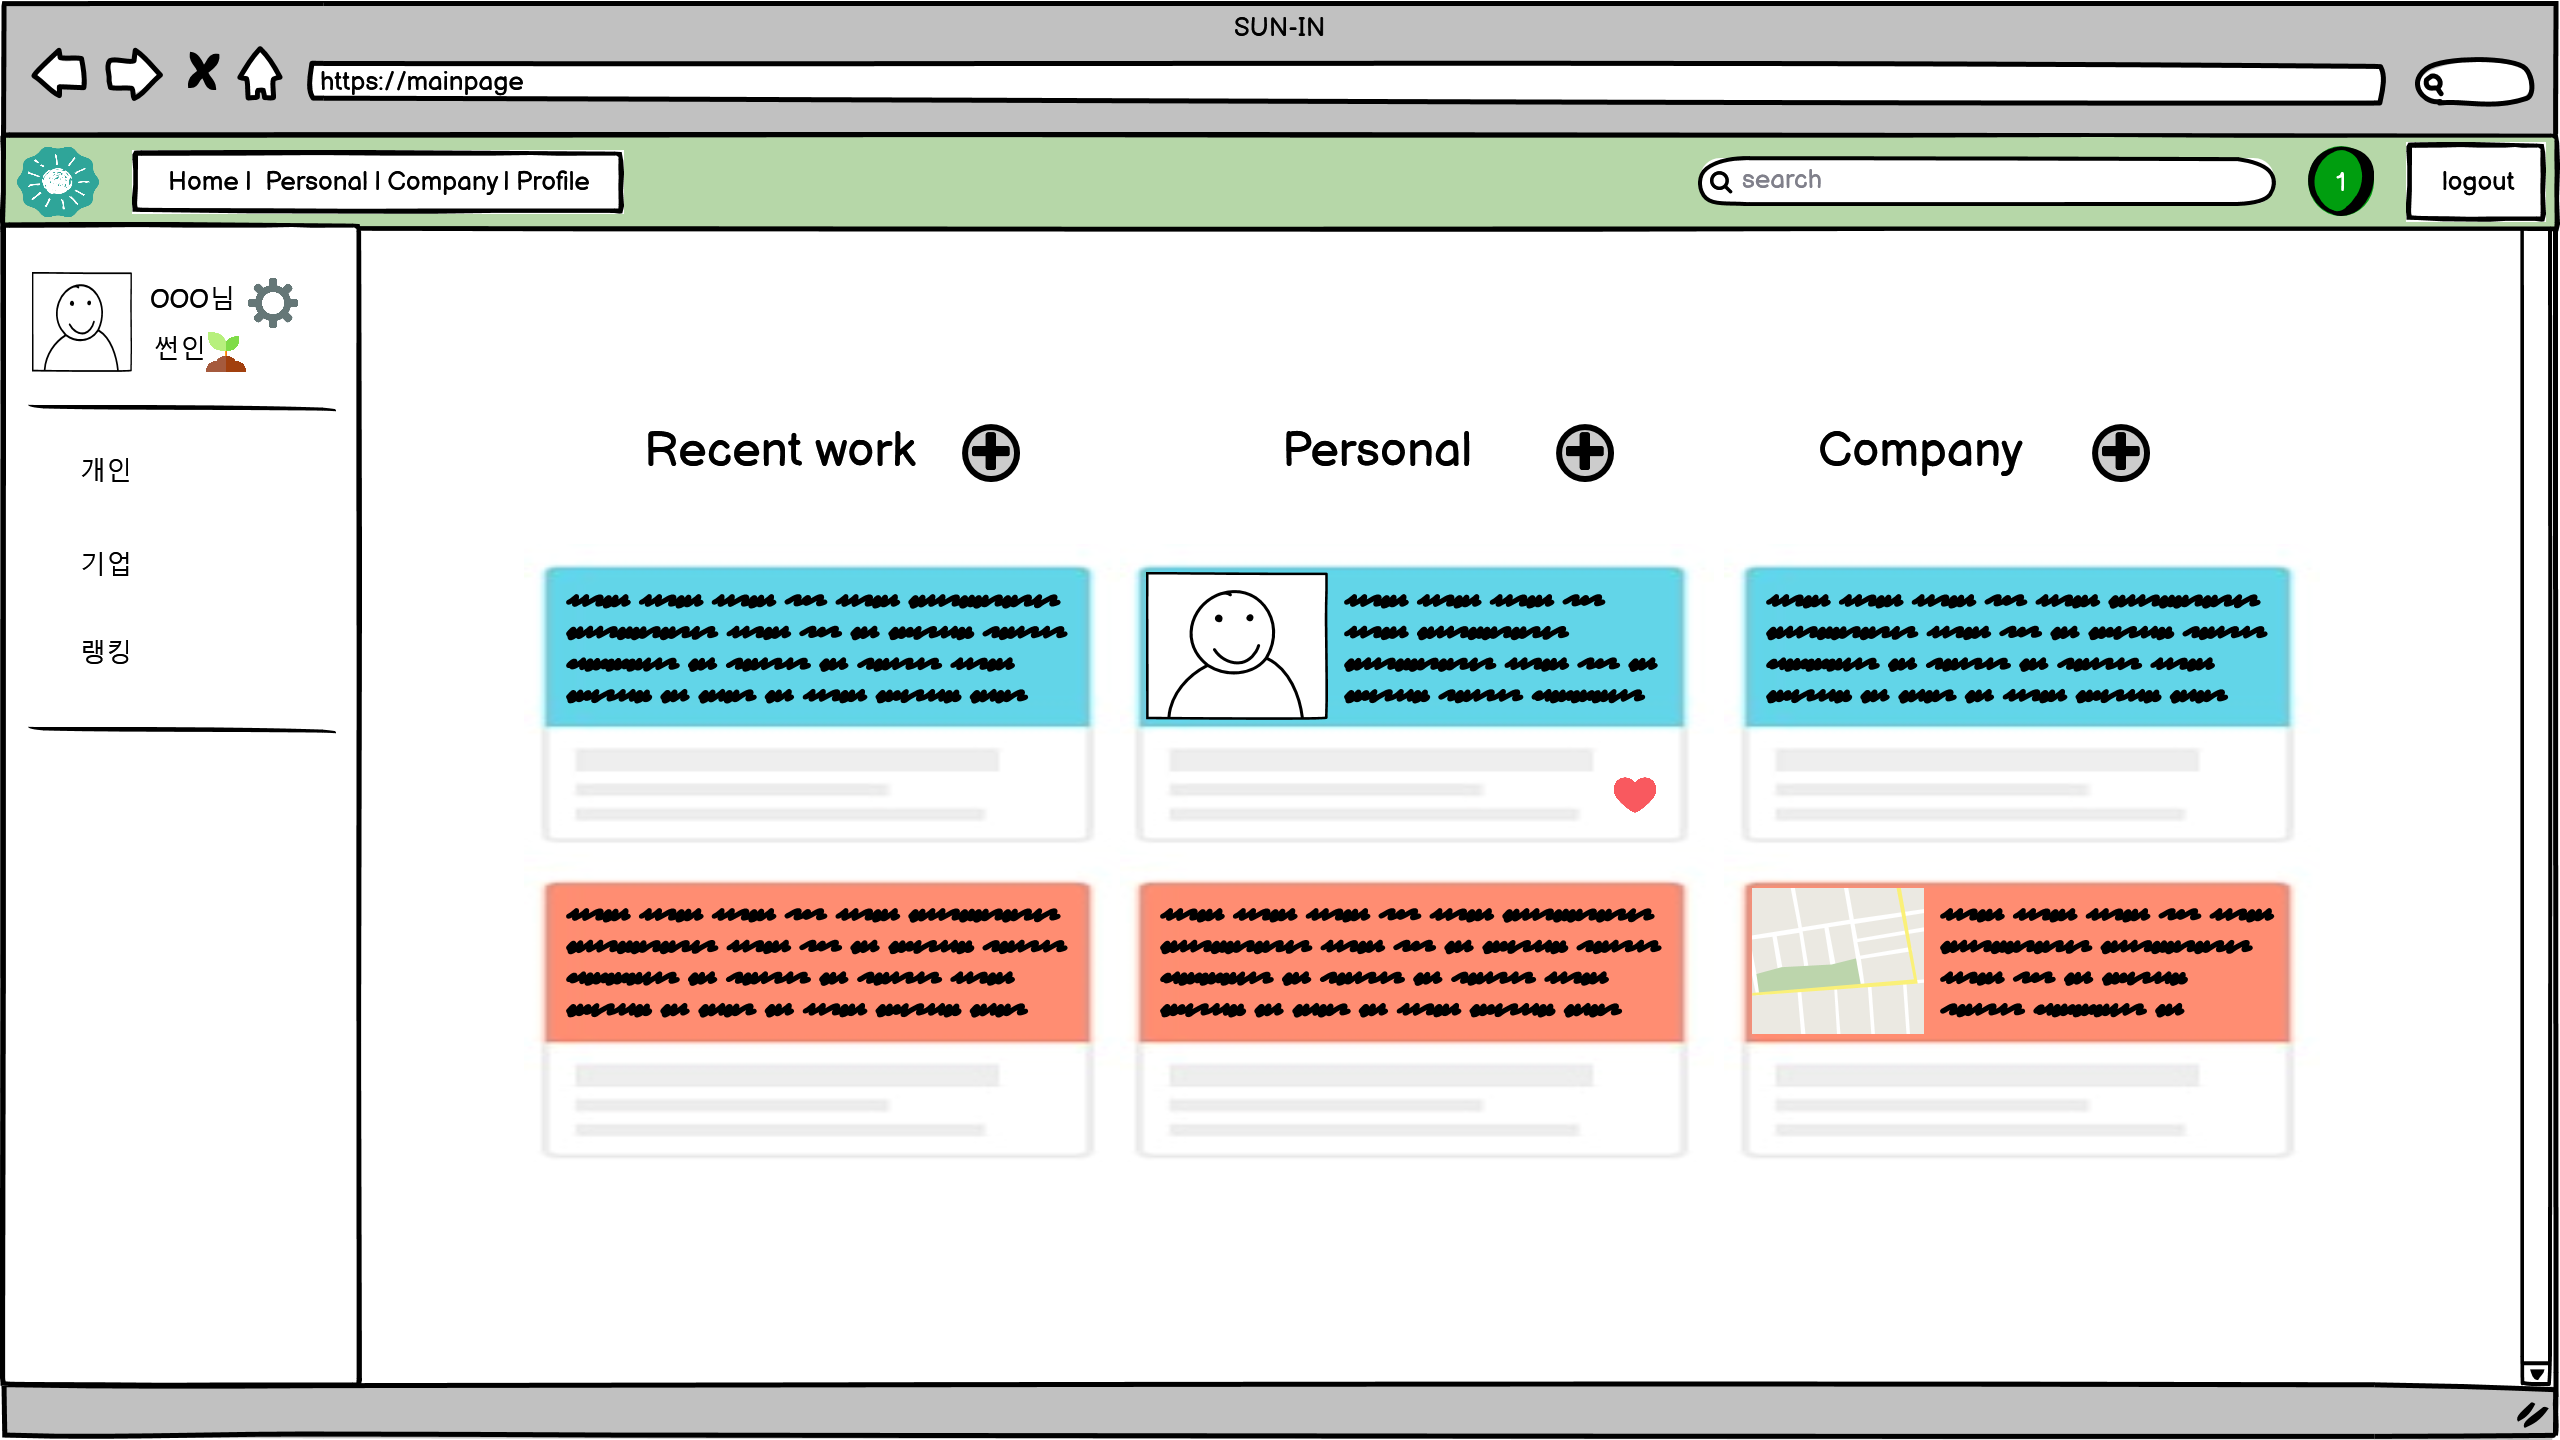 SUN-IN
https://mainpage
Home | Personal | Company | Profile
search
1
logout
OOO님
썬인
개인
기업
랭킹
Recent work
Personal
Company